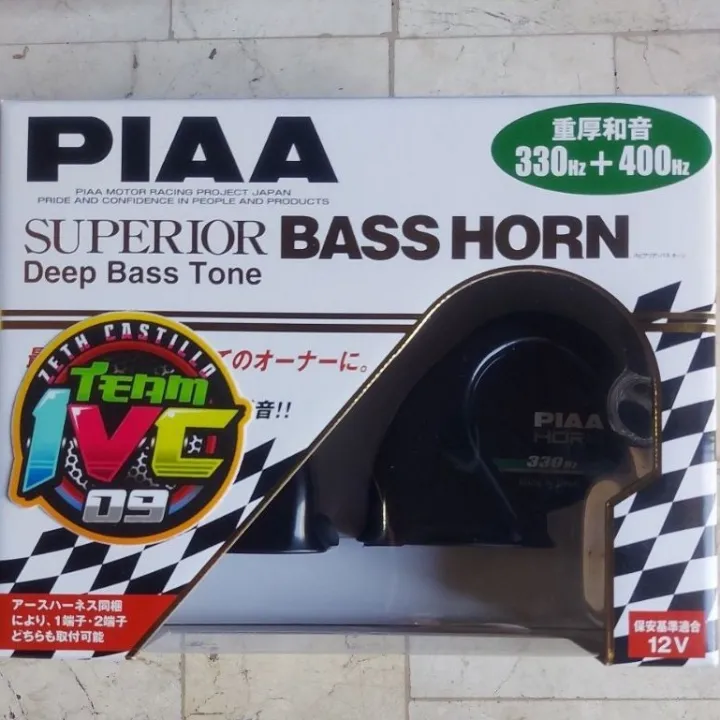 PIAA
PIAA MOTOR RACING PROJECT JAPAN
PRIDE AND CONFIDENCE IN PEOPLE AND PRODUCTS
重厚和音
330Hz+400Hz
SUPERIOR BASS HORN
Deep Bass Tone
てのオーナーに。
音!!
ZETH CASTILLO
TEAM
IVC
09
PIAA
HORN
330Hz
アースハーネス同梱
により、1端子・2端子
どちらも取付可能
保安基準適合
12V